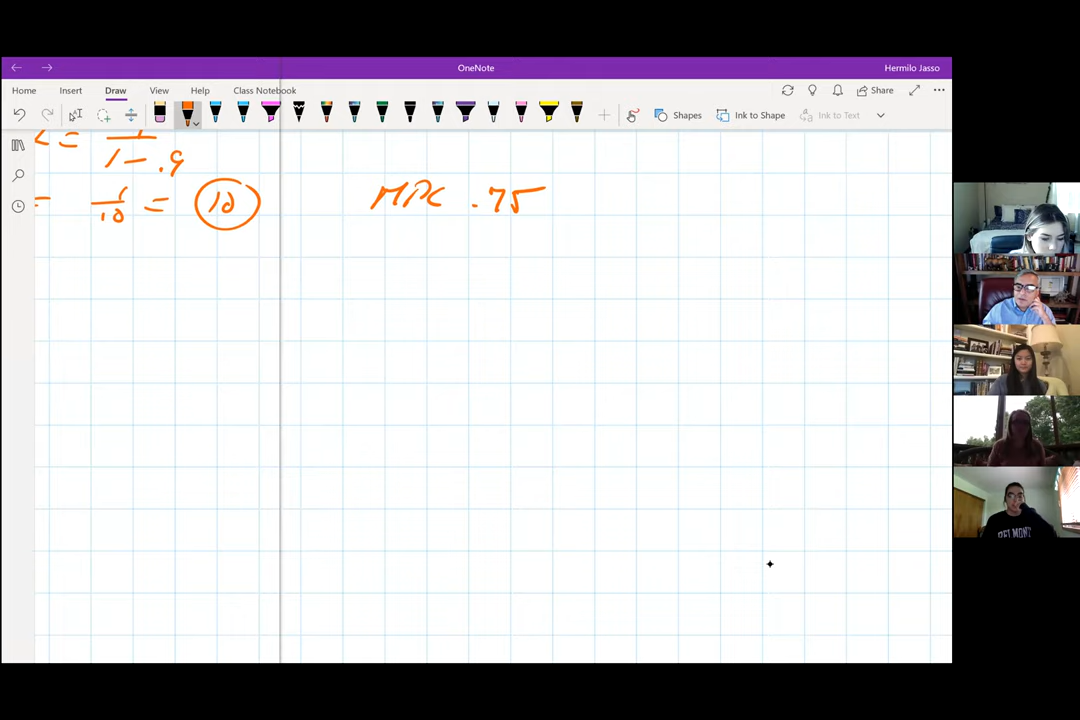 OneNote
Hermilo Jasso
Home Insert Draw View Help Class Notebook
Share
Shapes Ink to Shape Ink to Text
1 - .9
= 1/10 = 10
MPC .75
BELMONT